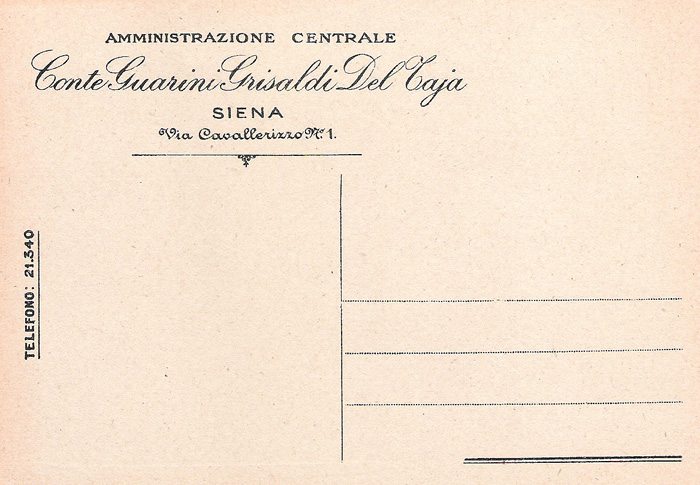 AMMINISTRAZIONE CENTRALE
Conte Guarini Grisaldi Del Taja
SIENA
Via Cavallerizzo N.º 1.
TELEFONO: 21.340